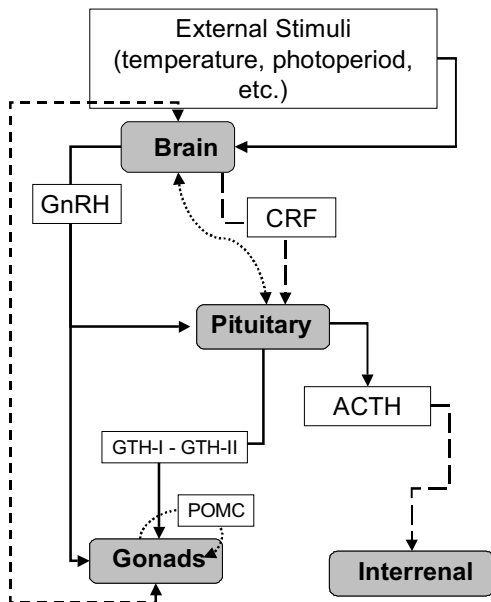 External Stimuli
(temperature, photoperiod,
etc.)
Brain
GnRH
CRF
Pituitary
ACTH
GTH-I - GTH-II
POMC
Gonads
Interrenal